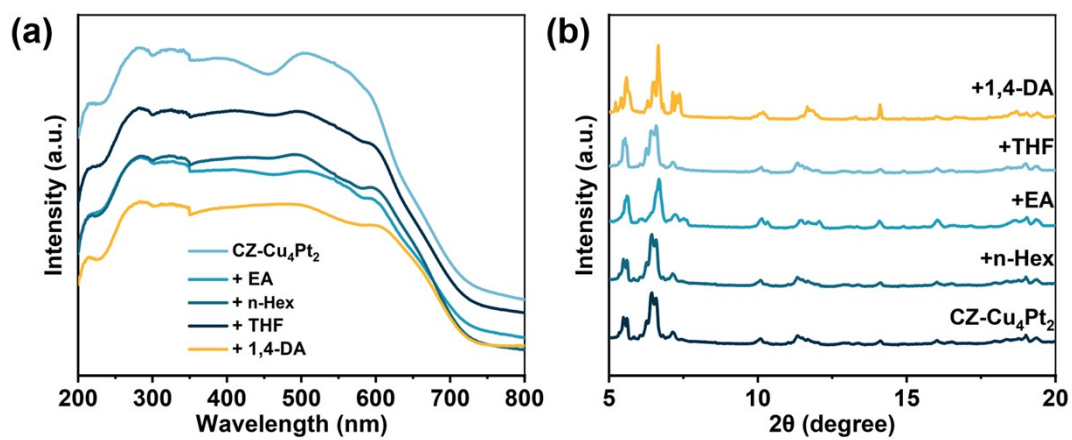 (a)
Intensity (a.u.)
CZ-Cu₄Pt₂
+ EA
+ n-Hex
+ THF
+ 1,4-DA
200 300 400 500 600 700 800
Wavelength (nm)
(b)
Intensity (a.u.)
+1,4-DA
+THF
+EA
+n-Hex
CZ-Cu₄Pt₂
5 10 15 20
2θ (degree)